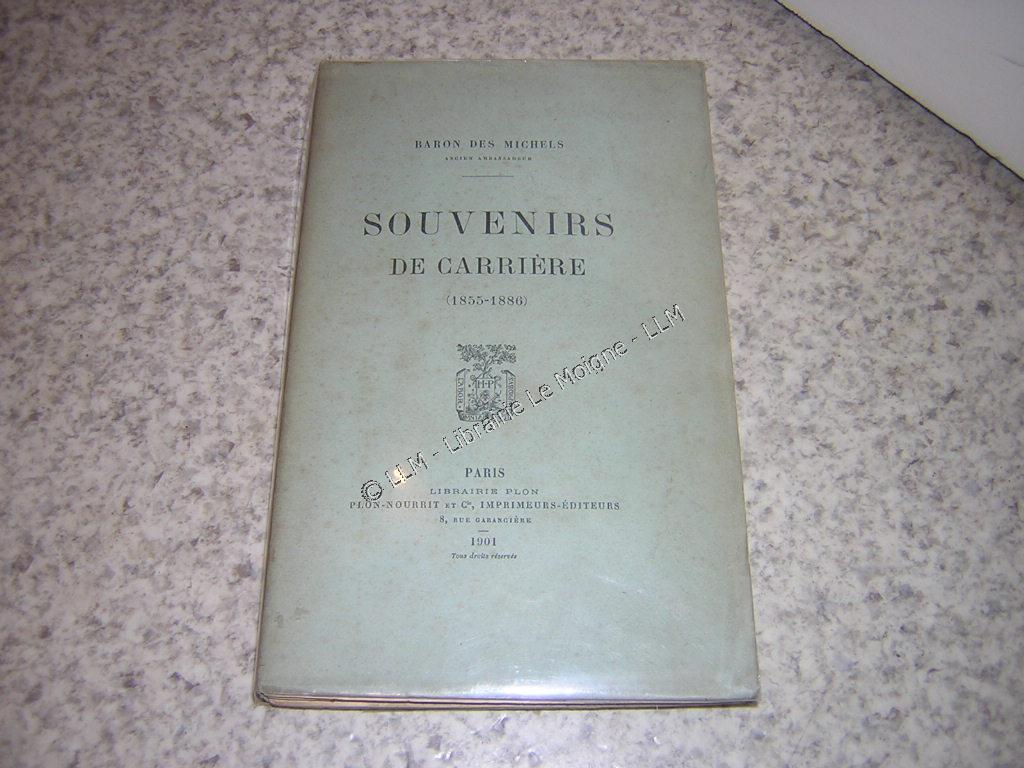 BARON DES MICHELS
ANCIEN AMBASSADEUR
SOUVENIRS
DE CARRIÈRE
(1855-1886)
LABOR
H·P
© LLM - Librairie Le Moigne - LLM
PARIS
LIBRAIRIE PLON
PLON-NOURRIT ET Cie, IMPRIMEURS-ÉDITEURS
8, RUE GARANCIÈRE
1901
Tous droits réservés